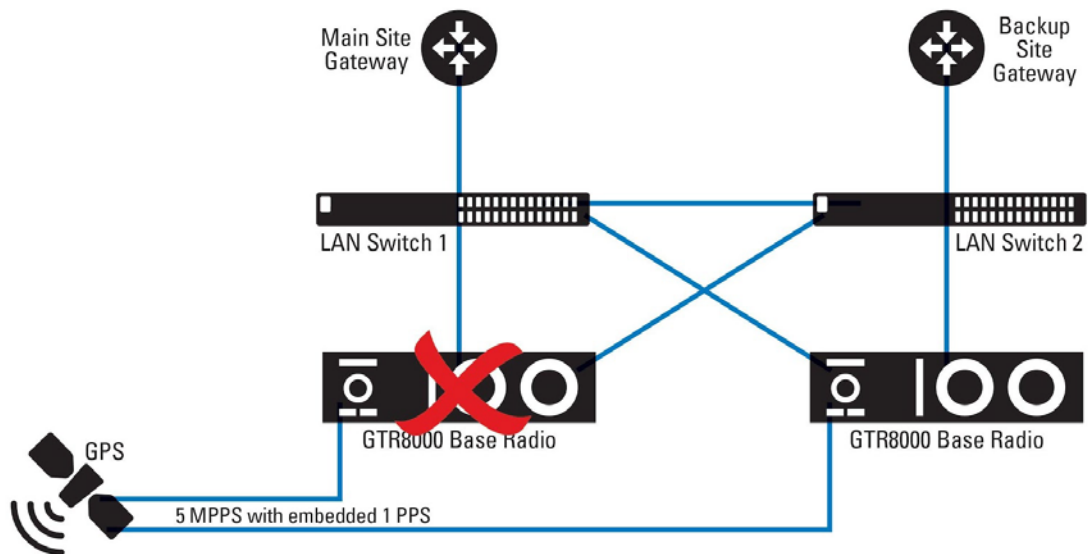 Main Site
Gateway
Backup
Site
Gateway
LAN Switch 1
LAN Switch 2
GTR8000 Base Radio
GTR8000 Base Radio
GPS
5 MPPS with embedded 1 PPS